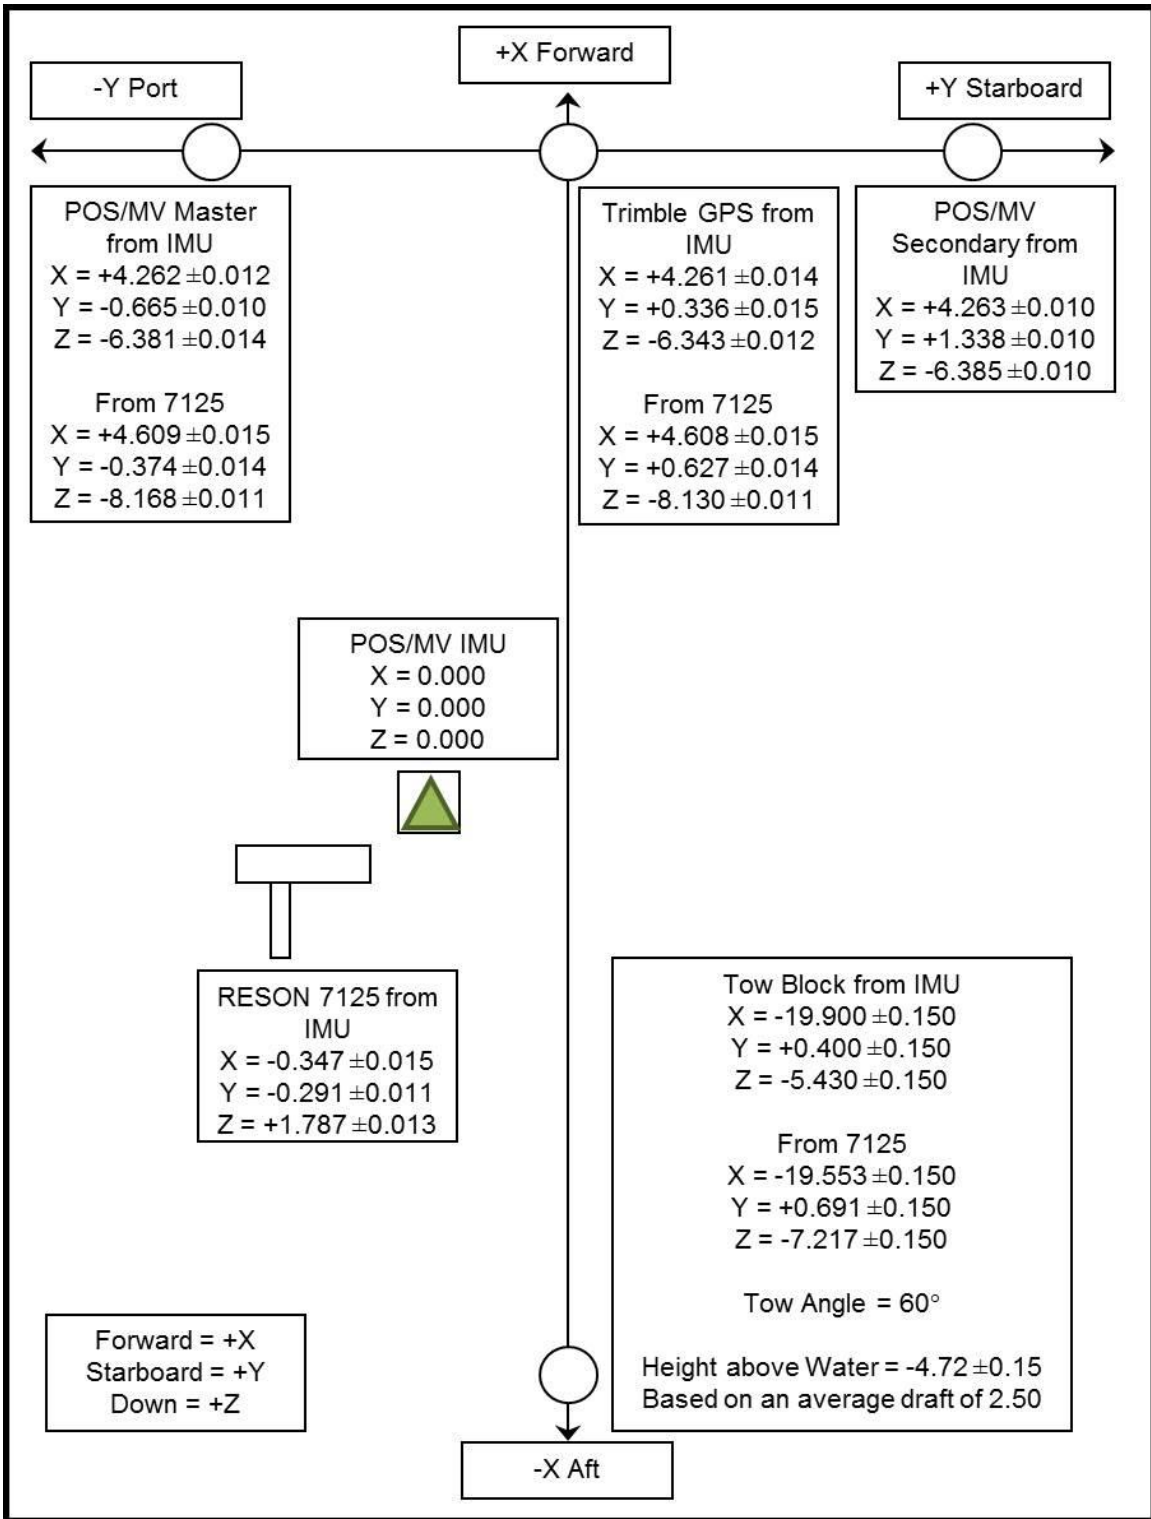 +X Forward
-Y Port
+Y Starboard
POS/MV Master
from IMU
X = +4.262 ±0.012
Y = -0.665 ±0.010
Z = -6.381 ±0.014
From 7125
X = +4.609 ±0.015
Y = -0.374 ±0.014
Z = -8.168 ±0.011
Trimble GPS from
IMU
X = +4.261 ±0.014
Y = +0.336 ±0.015
Z = -6.343 ±0.012
From 7125
X = +4.608 ±0.015
Y = +0.627 ±0.014
Z = -8.130 ±0.011
POS/MV
Secondary from
IMU
X = +4.263 ±0.010
Y = +1.338 ±0.010
Z = -6.385 ±0.010
POS/MV IMU
X = 0.000
Y = 0.000
Z = 0.000
RESON 7125 from
IMU
X = -0.347 ±0.015
Y = -0.291 ±0.011
Z = +1.787 ±0.013
Tow Block from IMU
X = -19.900 ±0.150
Y = +0.400 ±0.150
Z = -5.430 ±0.150
From 7125
X = -19.553 ±0.150
Y = +0.691 ±0.150
Z = -7.217 ±0.150
Tow Angle = 60°
Height above Water = -4.72 ±0.15
Based on an average draft of 2.50
Forward = +X
Starboard = +Y
Down = +Z
-X Aft